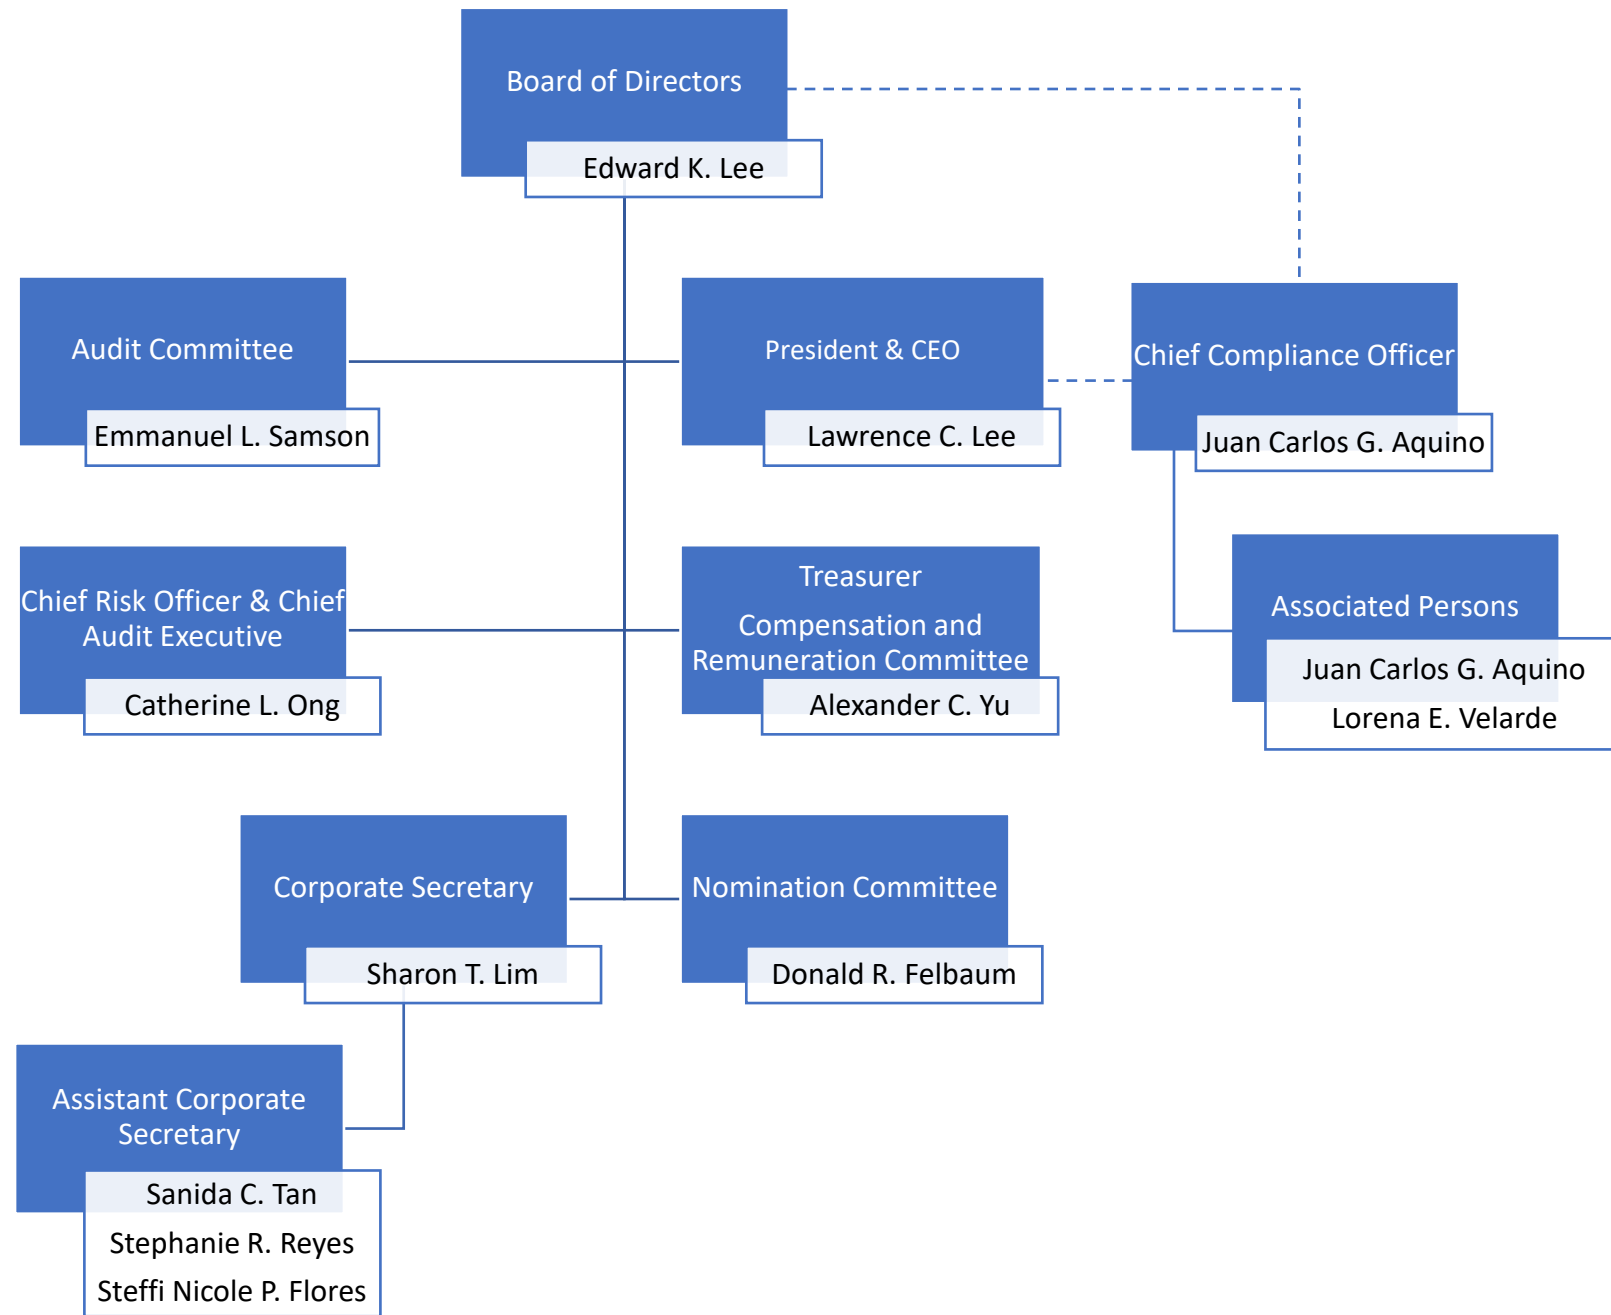 Board of Directors
Edward K. Lee
Audit Committee
Emmanuel L. Samson
President & CEO
Lawrence C. Lee
Chief Compliance Officer
Juan Carlos G. Aquino
Chief Risk Officer & Chief
Audit Executive
Catherine L. Ong
Treasurer
Compensation and
Remuneration Committee
Alexander C. Yu
Associated Persons
Juan Carlos G. Aquino
Lorena E. Velarde
Corporate Secretary
Sharon T. Lim
Nomination Committee
Donald R. Felbaum
Assistant Corporate
Secretary
Sanida C. Tan
Stephanie R. Reyes
Steffi Nicole P. Flores